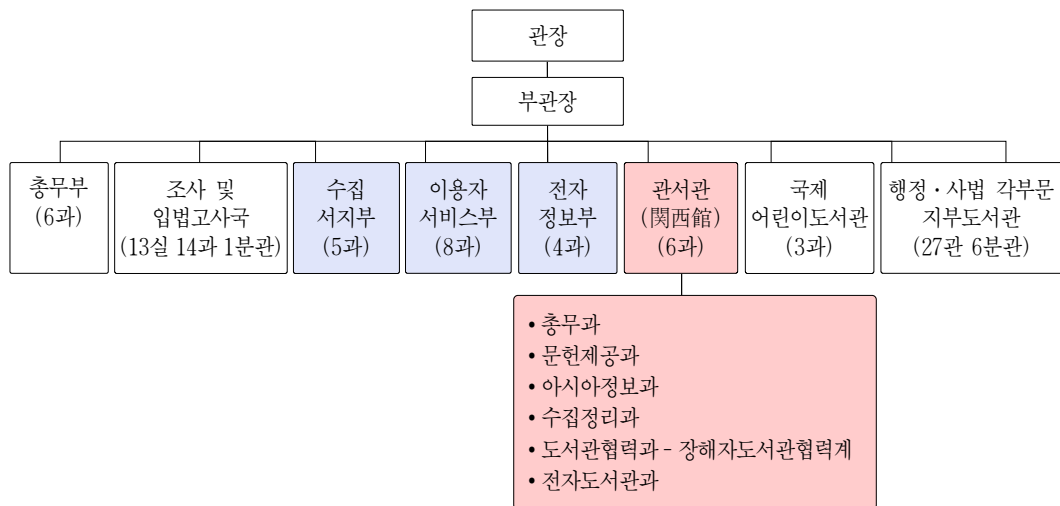 관장
부관장
총무부
(6과)
조사 및
입법고사국
(13실 14과 1분관)
수집
서지부
(5과)
이용자
서비스부
(8과)
전자
정보부
(4과)
관서관
(関西館)
(6과)
국제
어린이도서관
(3과)
행정·사법 각부문
지부도서관
(27관 6분관)
• 총무과
• 문헌제공과
• 아시아정보과
• 수집정리과
• 도서관협력과 - 장해자도서관협력계
• 전자도서관과